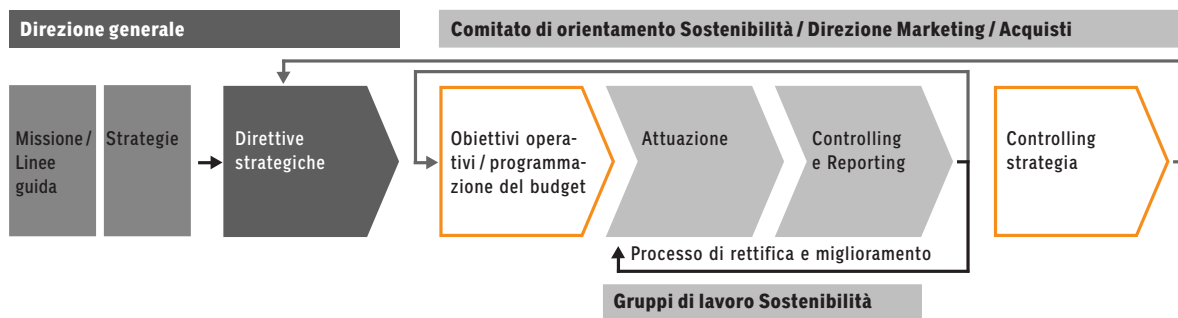 Direzione generale
Comitato di orientamento Sostenibilità / Direzione Marketing / Acquisti
Missione /
Linee
guida
Strategie
Direttive
strategiche
Obiettivi opera-
tivi / programma-
zione del budget
Attuazione
Controlling
e Reporting
Controlling
strategia
Processo di rettifica e miglioramento
Gruppi di lavoro Sostenibilità